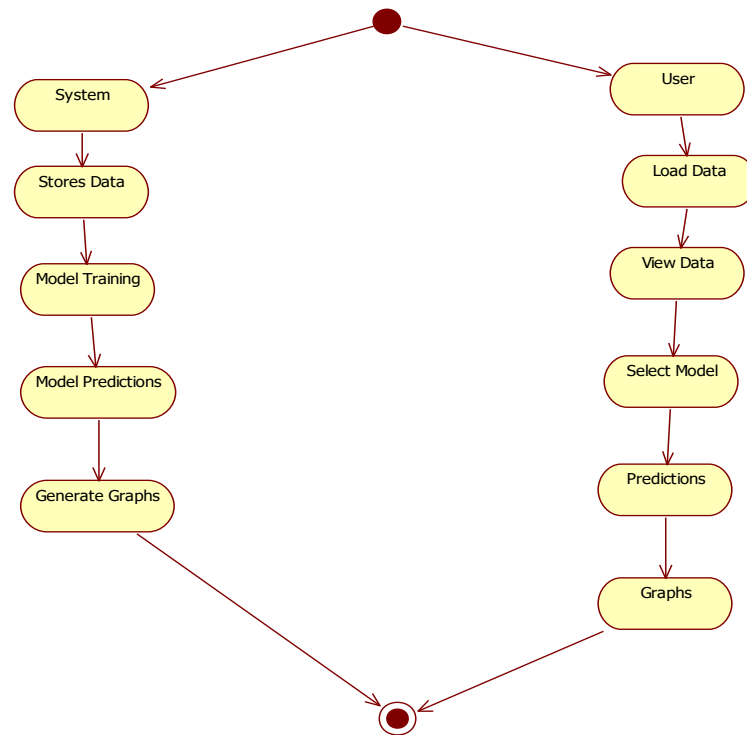 System
Stores Data
Model Training
Model Predictions
Generate Graphs
User
Load Data
View Data
Select Model
Predictions
Graphs